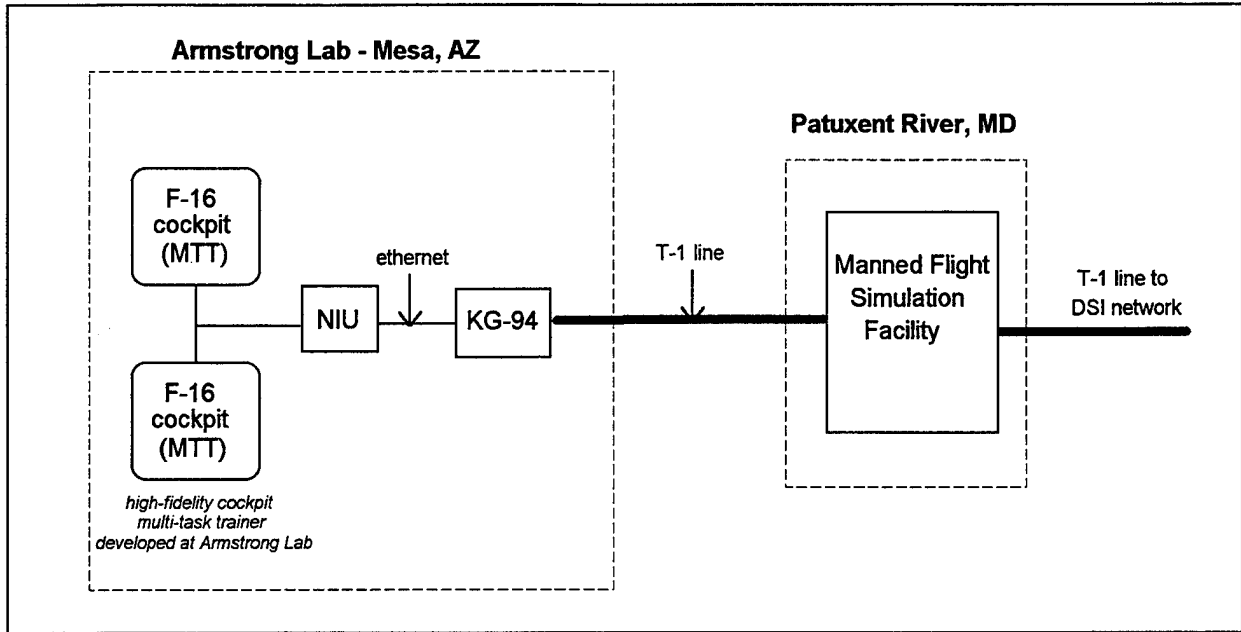 Armstrong Lab - Mesa, AZ
Patuxent River, MD
F-16
cockpit
(MTT)
ethernet
NIU
KG-94
F-16
cockpit
(MTT)
high-fidelity cockpit
multi-task trainer
developed at Armstrong Lab
T-1 line
Manned Flight
Simulation
Facility
T-1 line to
DSI network